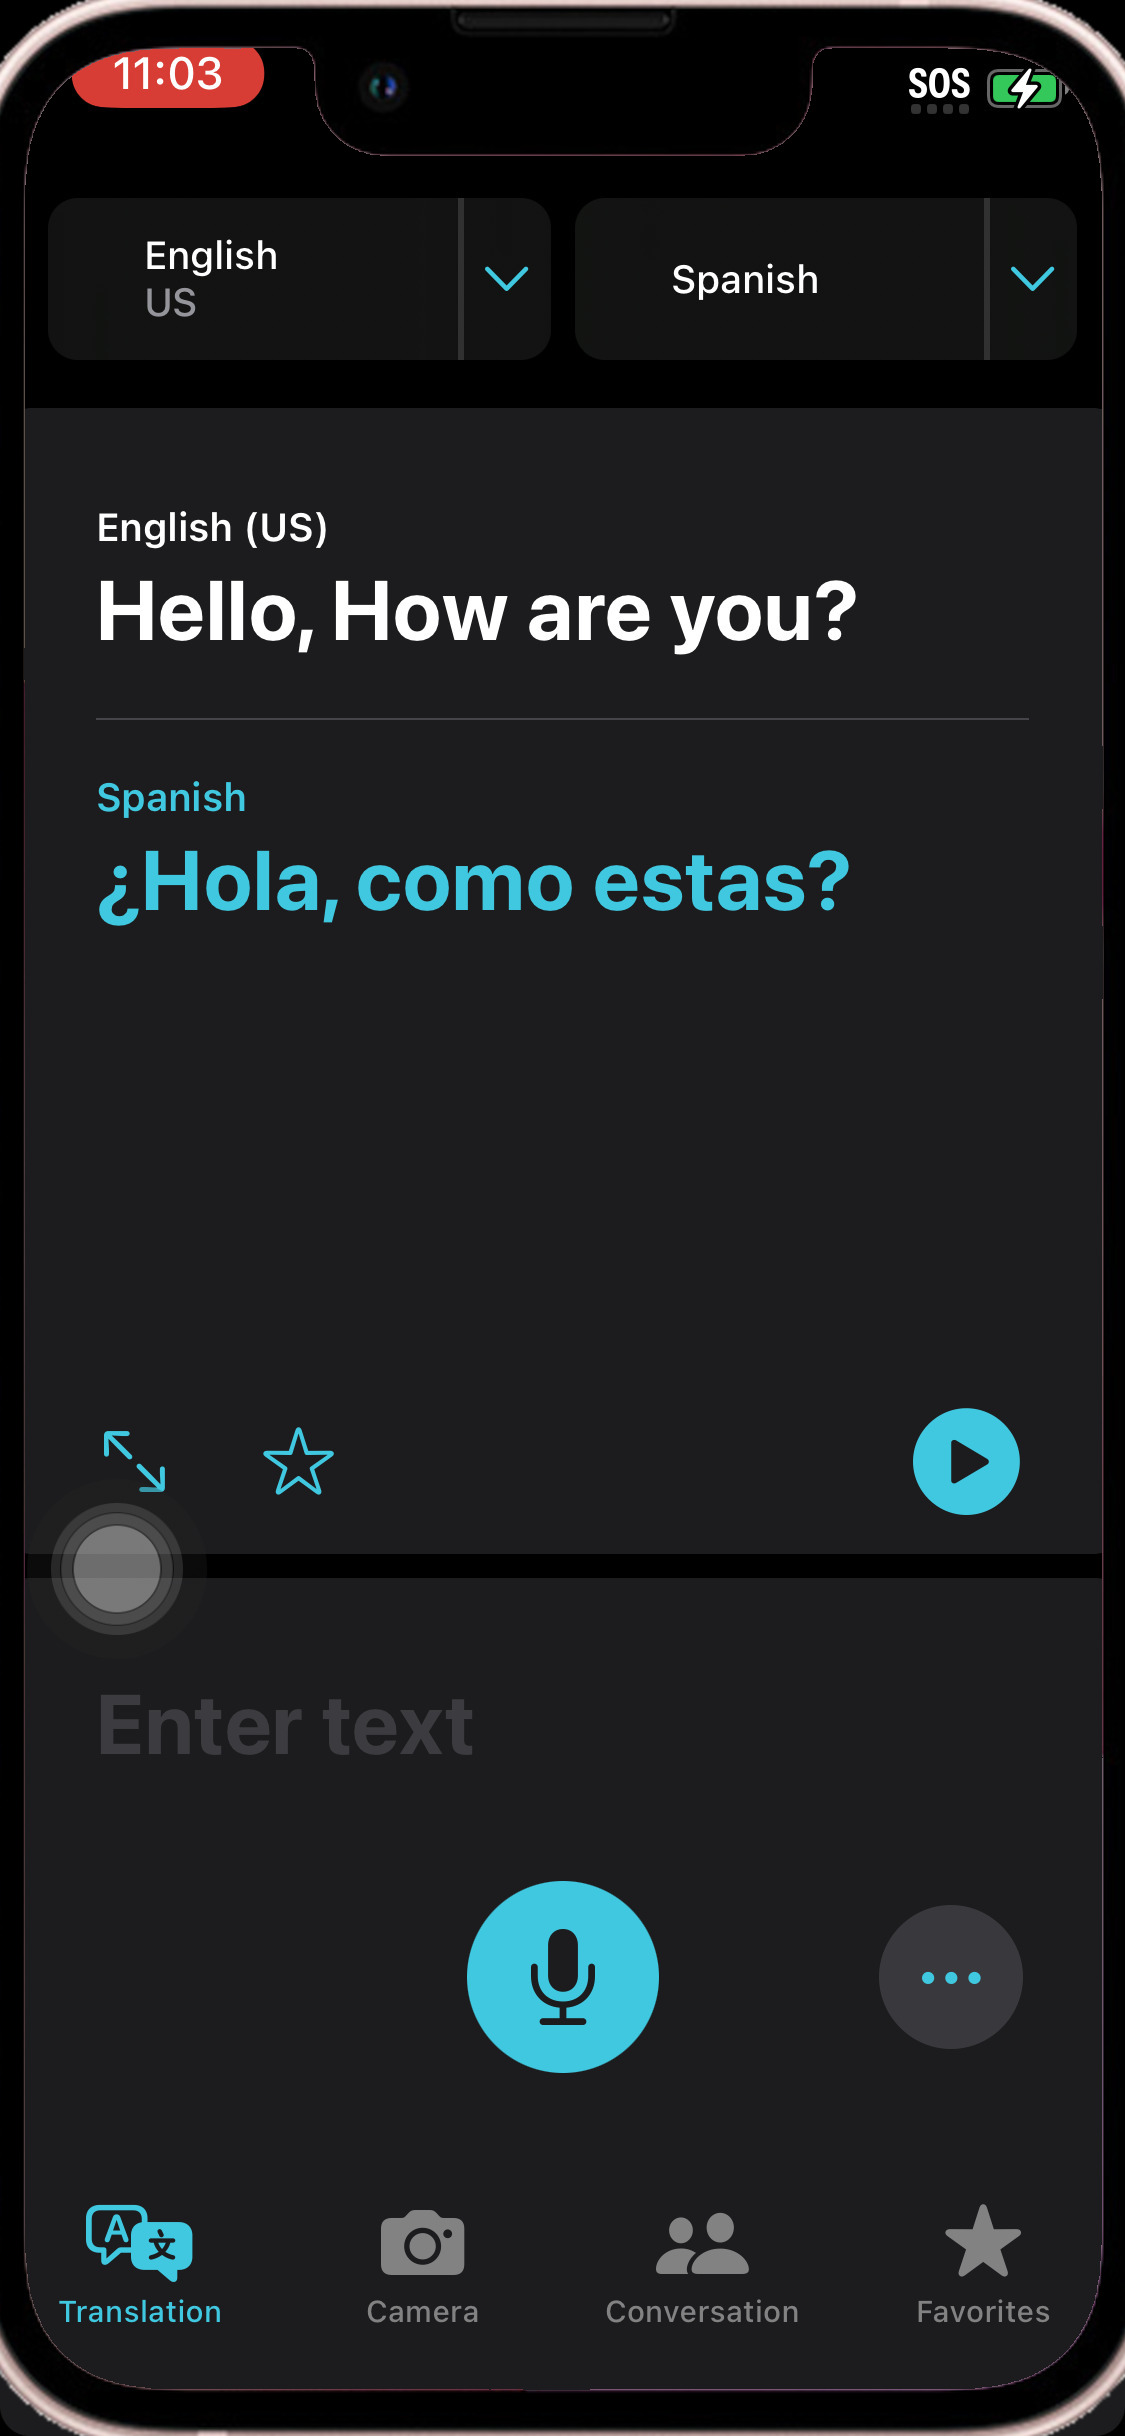 11:03
SOS
English
US
Spanish
English (US)
Hello, How are you?
Spanish
¿Hola, como estas?
Enter text
A 文
Translation
Camera
Conversation
Favorites